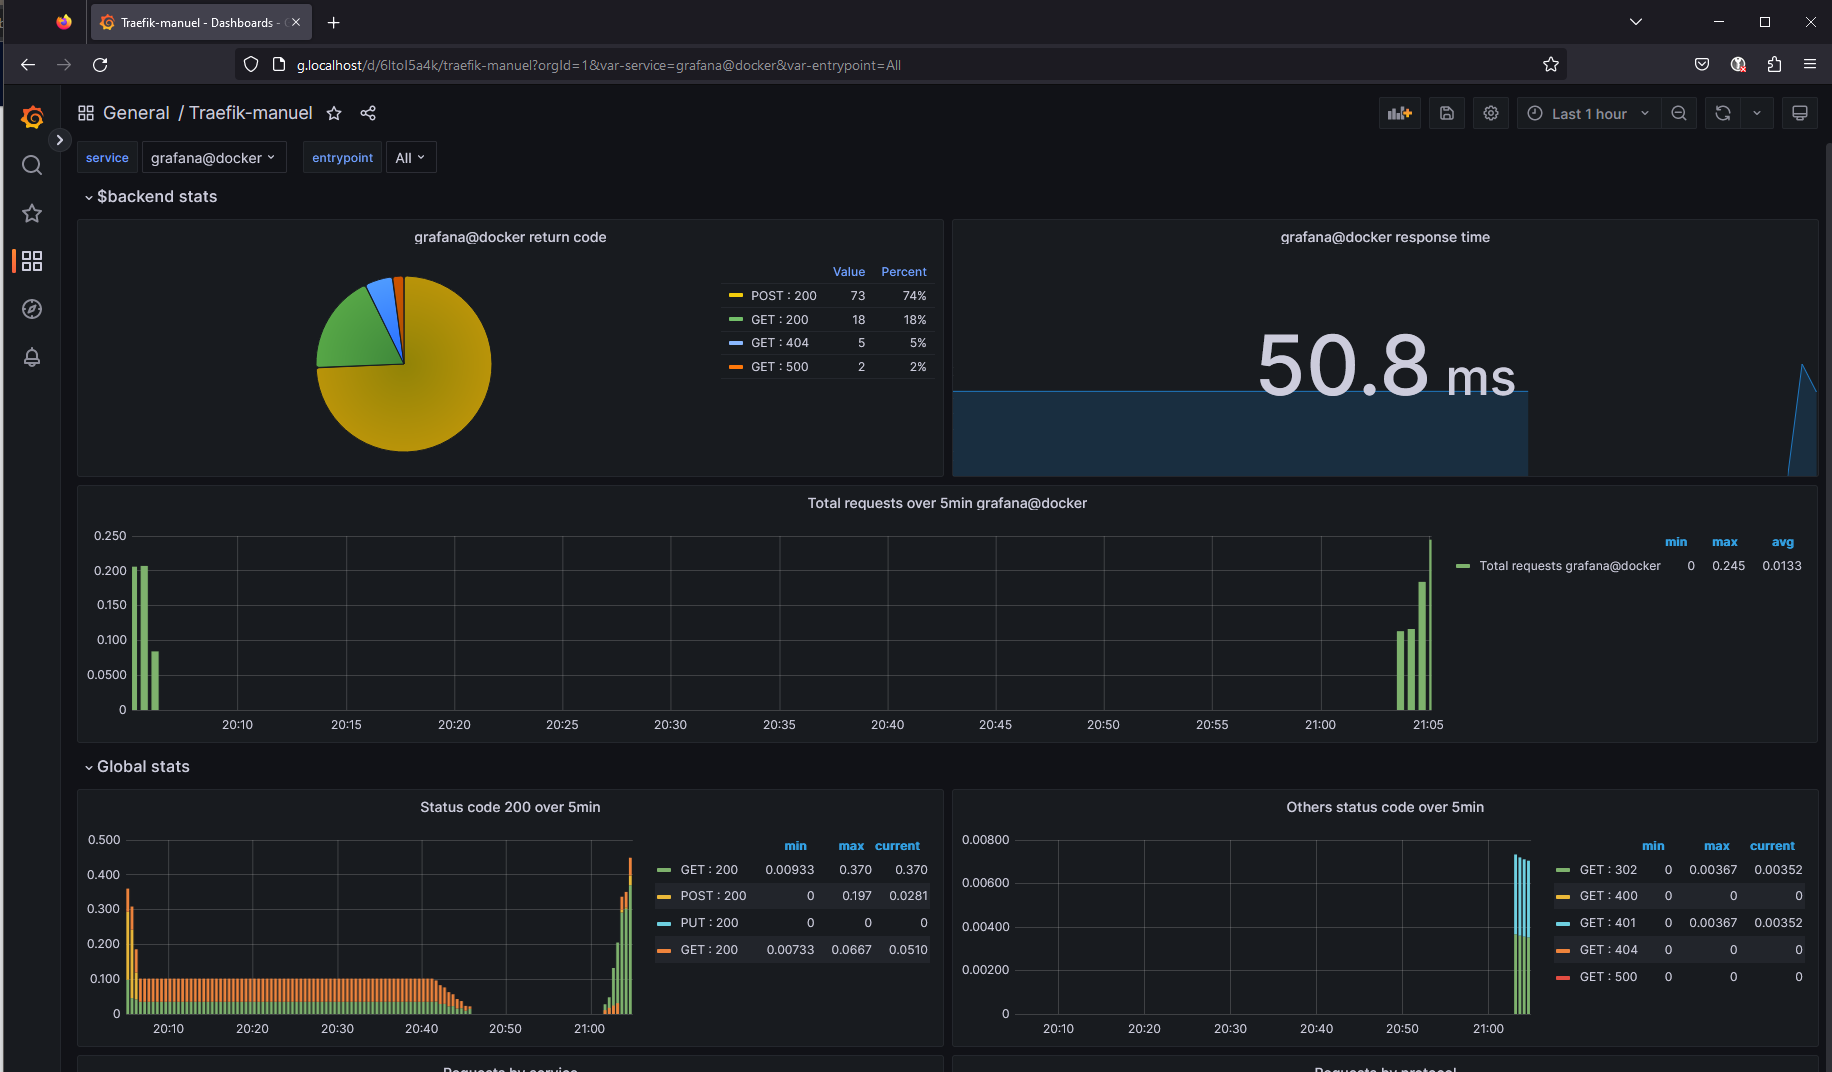 Traefik-manuel - Dashboards -
g.localhost/d/6ltoI5a4k/traefik-manuel?orgId=1&var-service=grafana@docker&var-entrypoint=All
General / Traefik-manuel
Last 1 hour
service grafana@docker entrypoint All
$backend stats
grafana@docker return code
Value Percent
POST : 200 73 74%
GET : 200 18 18%
GET : 404 5 5%
GET : 500 2 2%
grafana@docker response time
50.8 ms
Total requests over 5min grafana@docker
0.250
0.200
0.150
0.100
0.0500
0
20:10 20:15 20:20 20:25 20:30 20:35 20:40 20:45 20:50 20:55 21:00 21:05
min max avg
Total requests grafana@docker 0 0.245 0.0133
Global stats
Status code 200 over 5min
0.500
0.400
0.300
0.200
0.100
0
20:10 20:20 20:30 20:40 20:50 21:00
min max current
GET : 200 0.00933 0.370 0.370
POST : 200 0 0.197 0.0281
PUT : 200 0 0 0
GET : 200 0.00733 0.0667 0.0510
Others status code over 5min
0.00800
0.00600
0.00400
0.00200
0
20:10 20:20 20:30 20:40 20:50 21:00
min max current
GET : 302 0 0.00367 0.00352
GET : 400 0 0 0
GET : 401 0 0.00367 0.00352
GET : 404 0 0 0
GET : 500 0 0 0
Requests by service
Requests by protocol